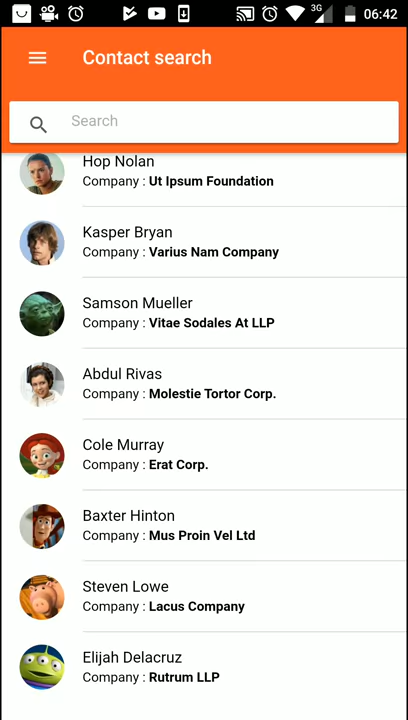 3G
06:42
Contact search
Search
Hop Nolan
Company : Ut Ipsum Foundation
Kasper Bryan
Company : Varius Nam Company
Samson Mueller
Company : Vitae Sodales At LLP
Abdul Rivas
Company : Molestie Tortor Corp.
Cole Murray
Company : Erat Corp.
Baxter Hinton
Company : Mus Proin Vel Ltd
Steven Lowe
Company : Lacus Company
Elijah Delacruz
Company : Rutrum LLP